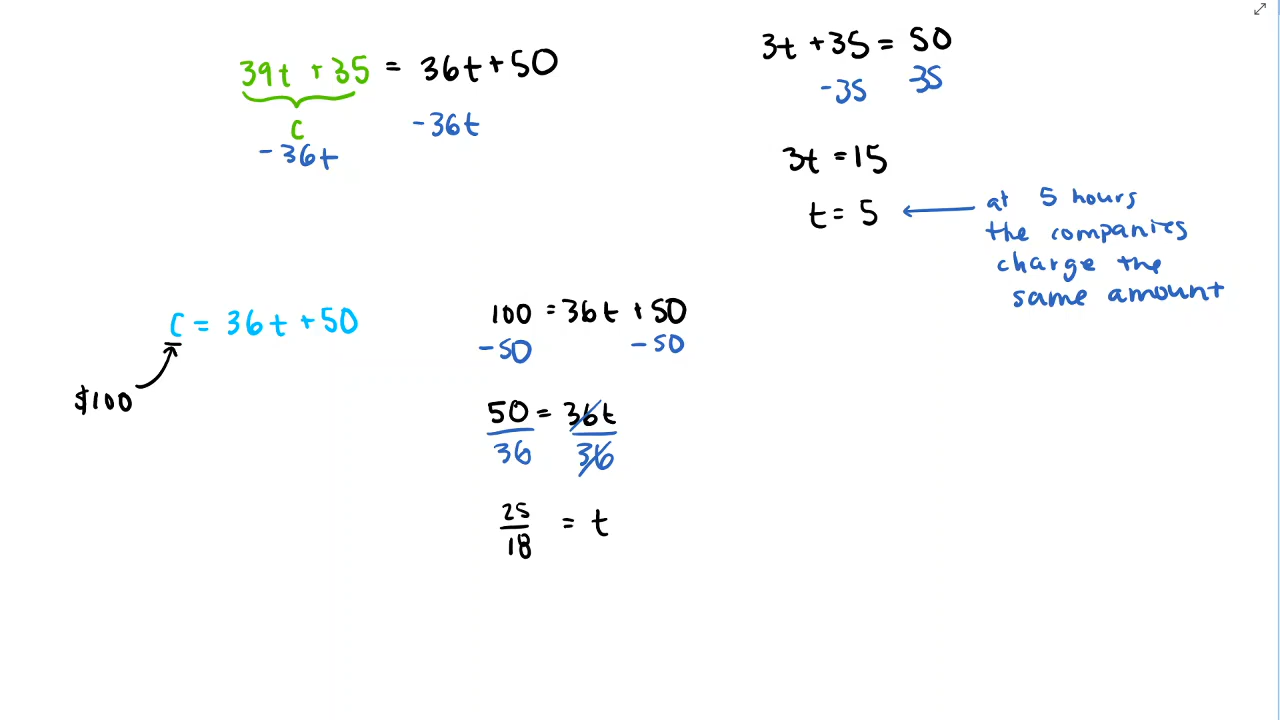 39t + 35 = 36t + 50
C
- 36t
- 36t
3t + 35 = 50
- 35 35
3t = 15
t = 5
at 5 hours
the companies
charge the
same amount
C = 36t + 50
$100
100 = 36t + 50
- 50 - 50
50 = 36t
36 36
25
18
= t